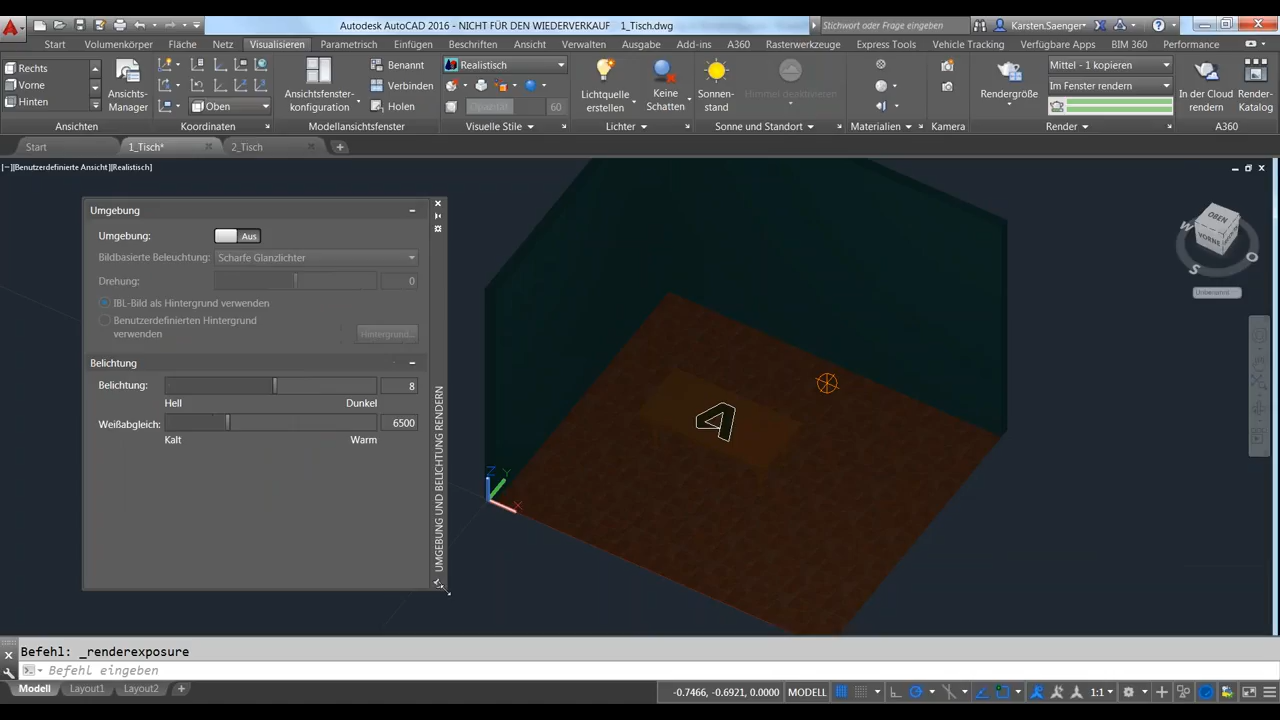 Autodesk AutoCAD 2016 - NICHT FÜR DEN WIEDERVERKAUF 1_Tisch.dwg
Stichwort oder Frage eingeben
Karsten.Saenger
Start Volumenkörper Fläche Netz Visualisieren Parametrisch Einfügen Beschriften Ansicht Verwalten Ausgabe Add-ins A360 Rasterwerkzeuge Express Tools Vehicle Tracking Verfügbare Apps BIM 360 Performance
Rechts
Vorne
Hinten
Ansichts-Manager
Ansichten
Oben
Koordinaten
Ansichtsfenster-konfiguration
Benannt
Verbinden
Holen
Modellansichtsfenster
Realistisch
Opazität 60
Visuelle Stile
Lichtquelle erstellen
Keine Schatten
Lichter
Sonnen-stand
Himmel deaktivieren
Sonne und Standort
Materialien
Kamera
Rendergröße
Mittel - 1 kopieren
Im Fenster rendern
Render
In der Cloud rendern
Render-Katalog
A360
Start 1_Tisch* 2_Tisch
[−]Benutzerdefinierte Ansicht][Realistisch]
Umgebung
Umgebung: Aus
Bildbasierte Beleuchtung: Scharfe Glanzlichter
Drehung: 0
IBL-Bild als Hintergrund verwenden
Benutzerdefinierten Hintergrund
verwenden
Hintergrund...
Belichtung
Belichtung: 8
Hell Dunkel
Weißabgleich: 6500
Kalt Warm
UMGEBUNG UND BELICHTUNG RENDERN
A
Z
Y
X
OBEN
VORNE
W
S
O
Unbenannt
Befehl: _renderexposure
Befehl eingeben
Modell Layout1 Layout2
-0.7466, -0.6921, 0.0000 MODELL 1:1